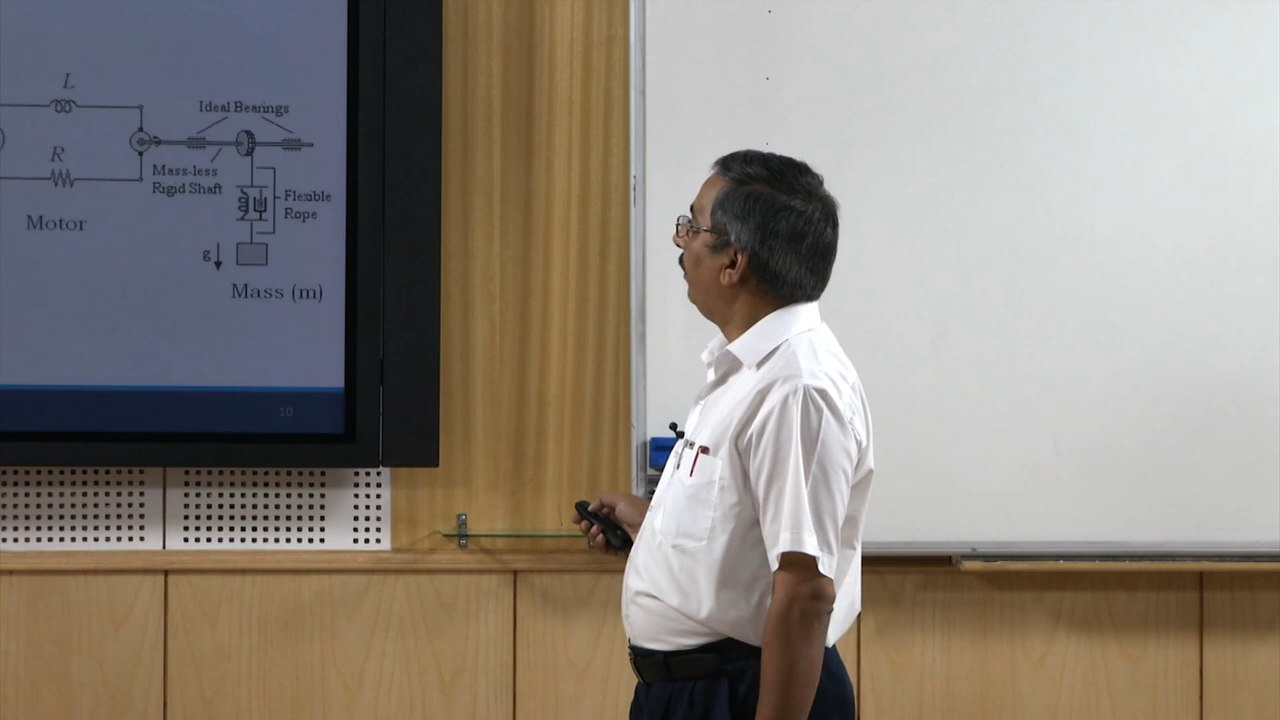 L
Ideal Bearings
R
Mass-less
Rigid Shaft
Flexible
Rope
Motor
g
Mass (m)
10